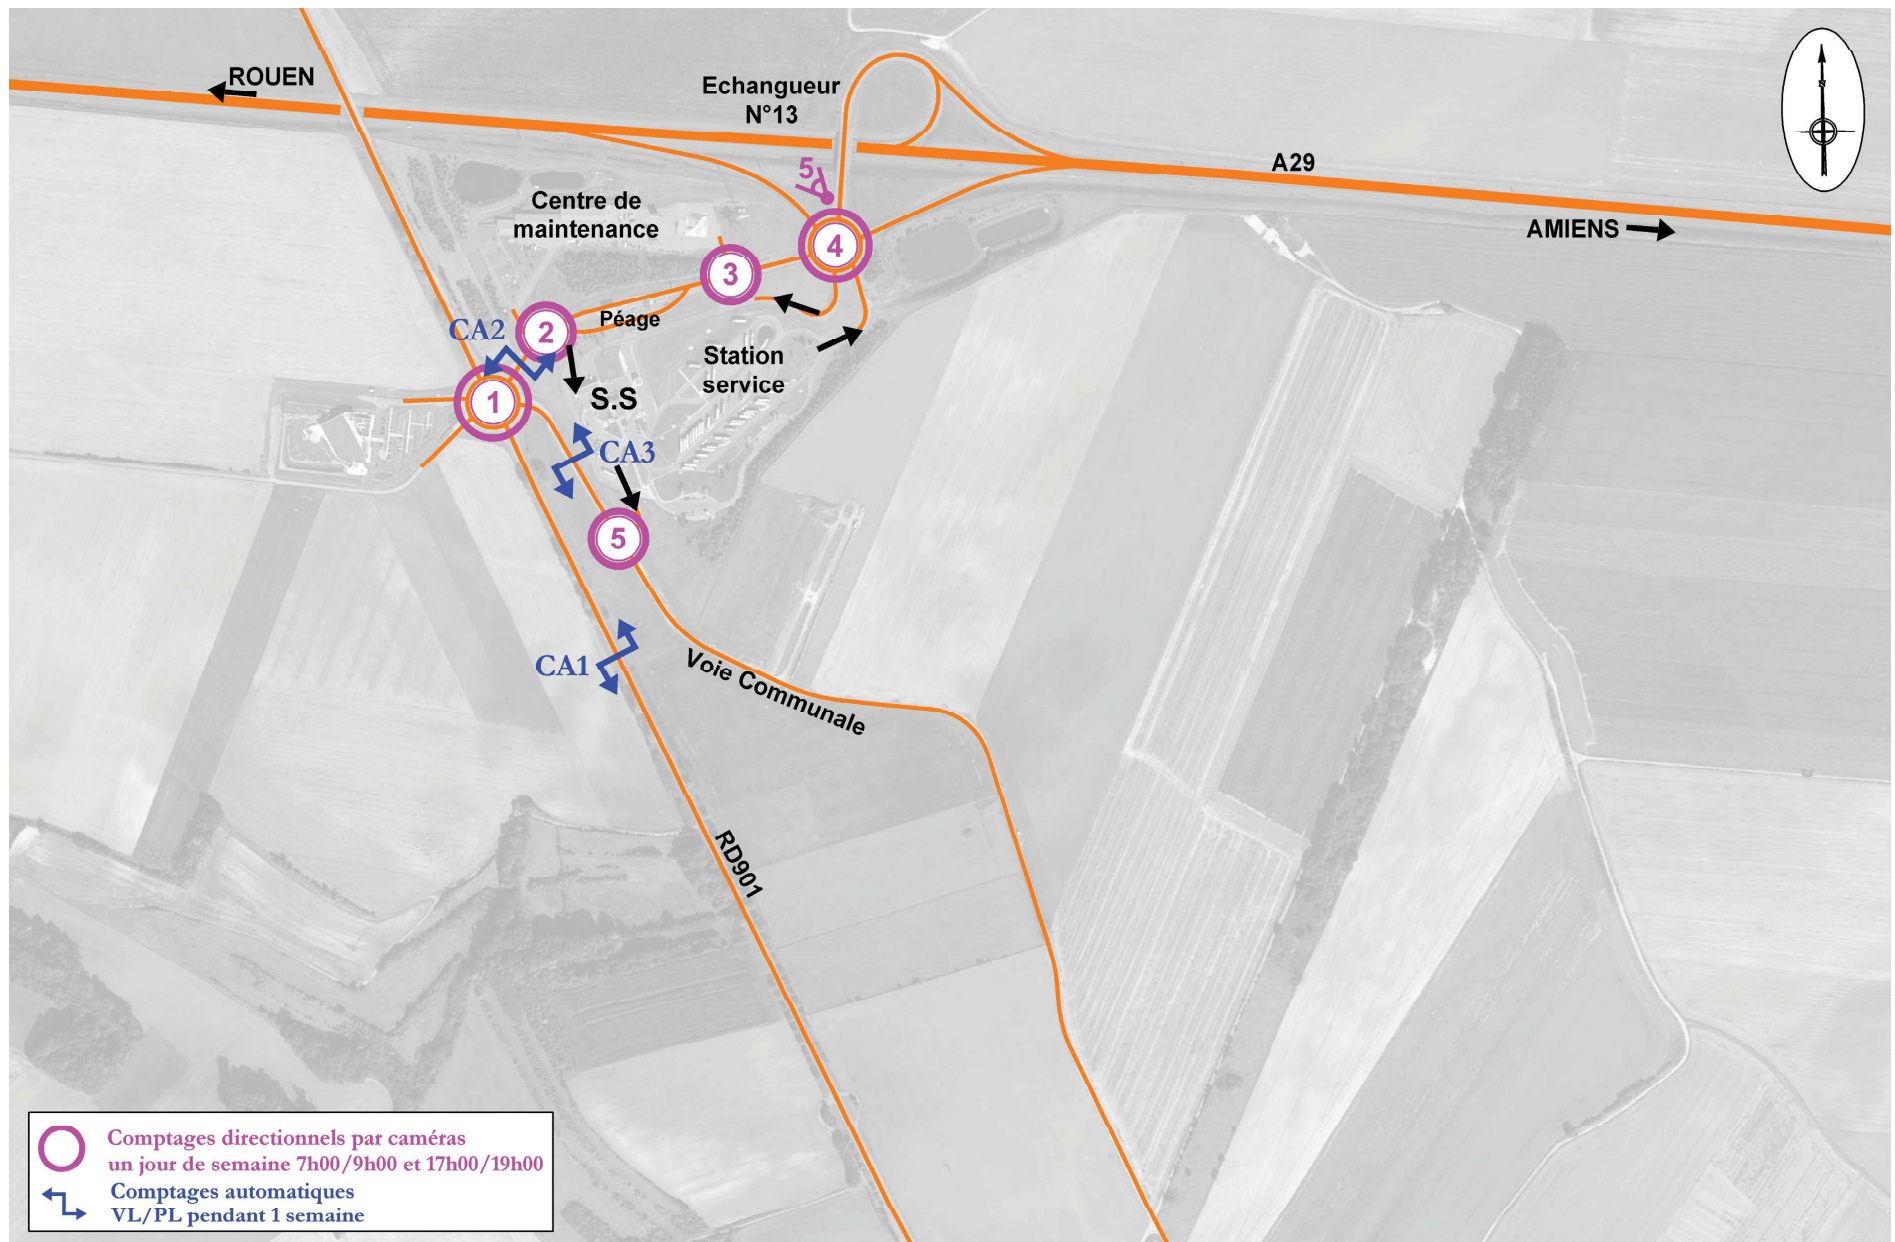 ROUEN
Echangueur
N°13
N
5
A29
AMIENS
Centre de
maintenance
4
3
2
CA2
Péage
Station
service
1
S.S
CA3
5
CA1
Voie Communale
RD901
Comptages directionnels par caméras
un jour de semaine 7h00/9h00 et 17h00/19h00
Comptages automatiques
VL/PL pendant 1 semaine